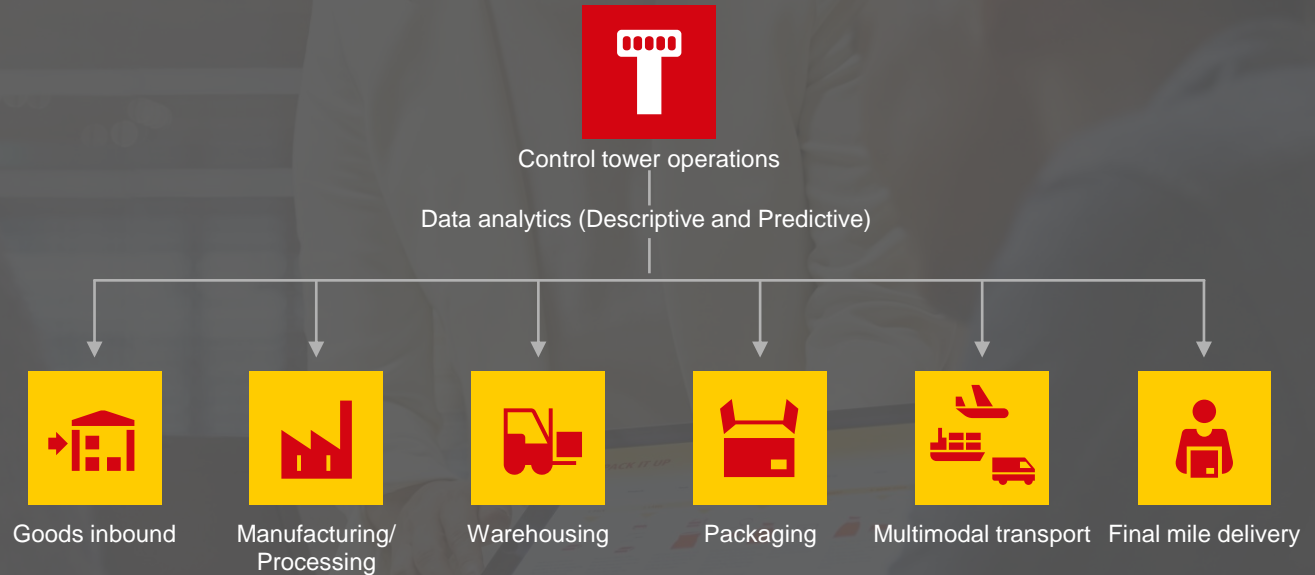 Control tower operations
Data analytics (Descriptive and Predictive)
Goods inbound
Manufacturing/
Processing
Warehousing
Packaging
Multimodal transport
Final mile delivery